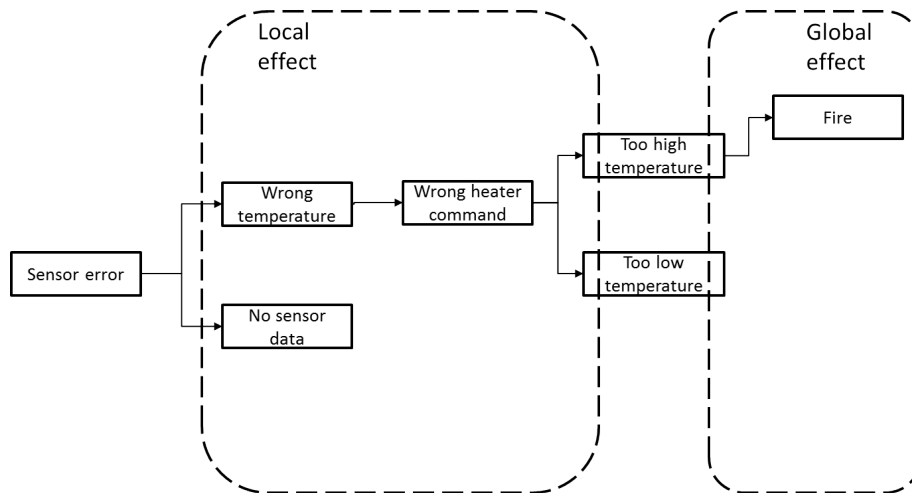 Local
effect
Global
effect
Fire
Too high
temperature
Wrong
temperature
Wrong heater
command
Sensor error
Too low
temperature
No sensor
data